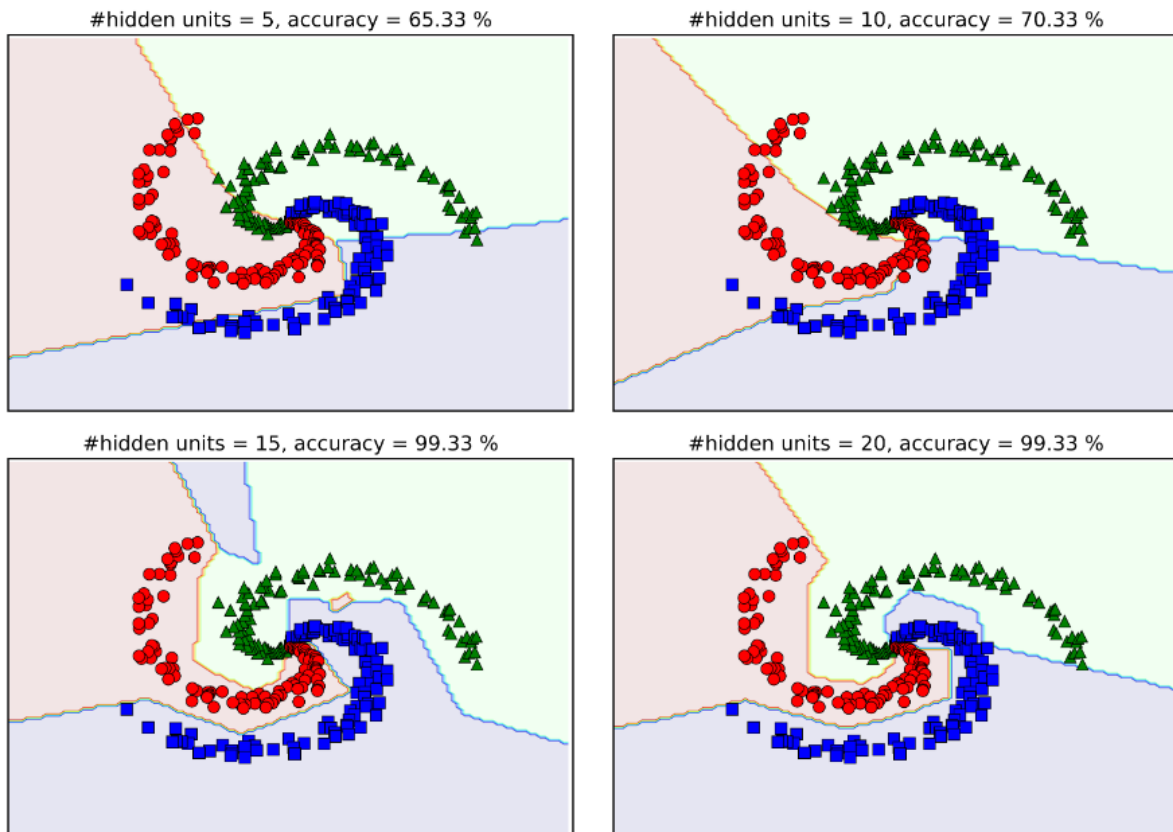 #hidden units = 5, accuracy = 65.33 %
#hidden units = 10, accuracy = 70.33 %
#hidden units = 15, accuracy = 99.33 %
#hidden units = 20, accuracy = 99.33 %